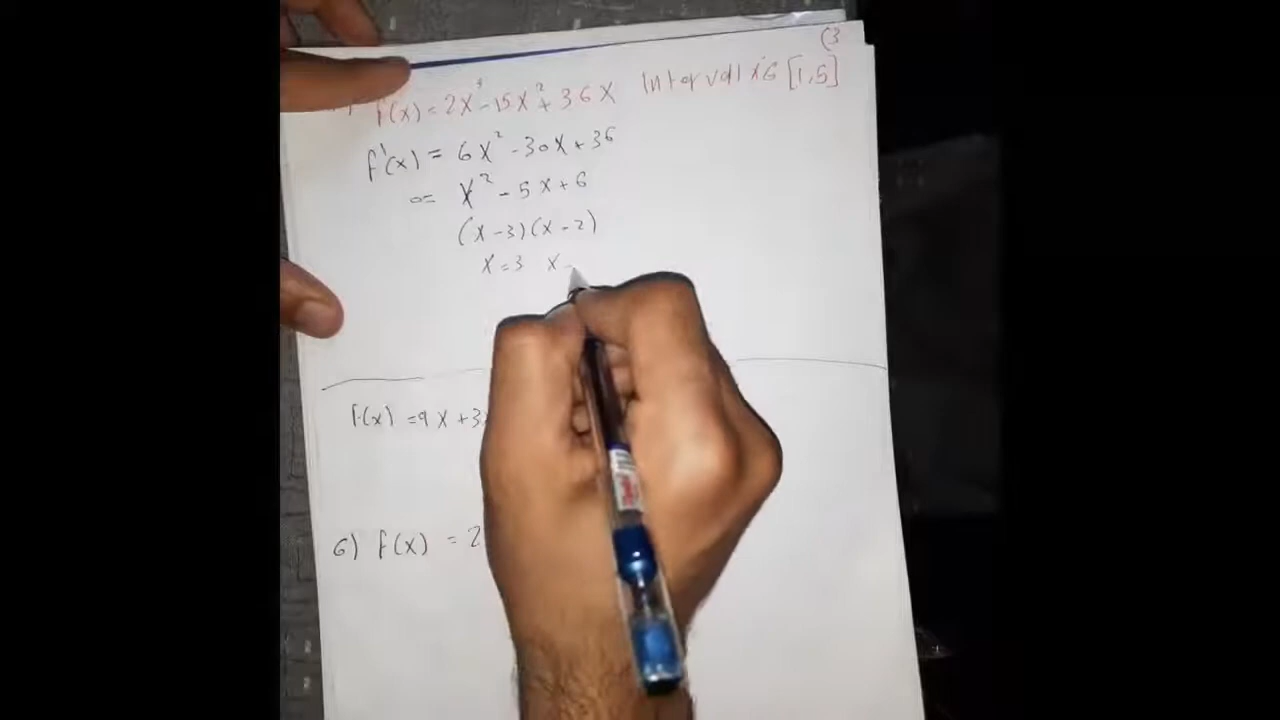 (3
f(x) = 2x³ - 15x² + 36x Interval x∈ [1,5]
f'(x) = 6x² - 30x + 36
0 = x² - 5x + 6
(x - 3)(x - 2)
x = 3 x -
f(x) = 9x + 3
6) f(x) = 2